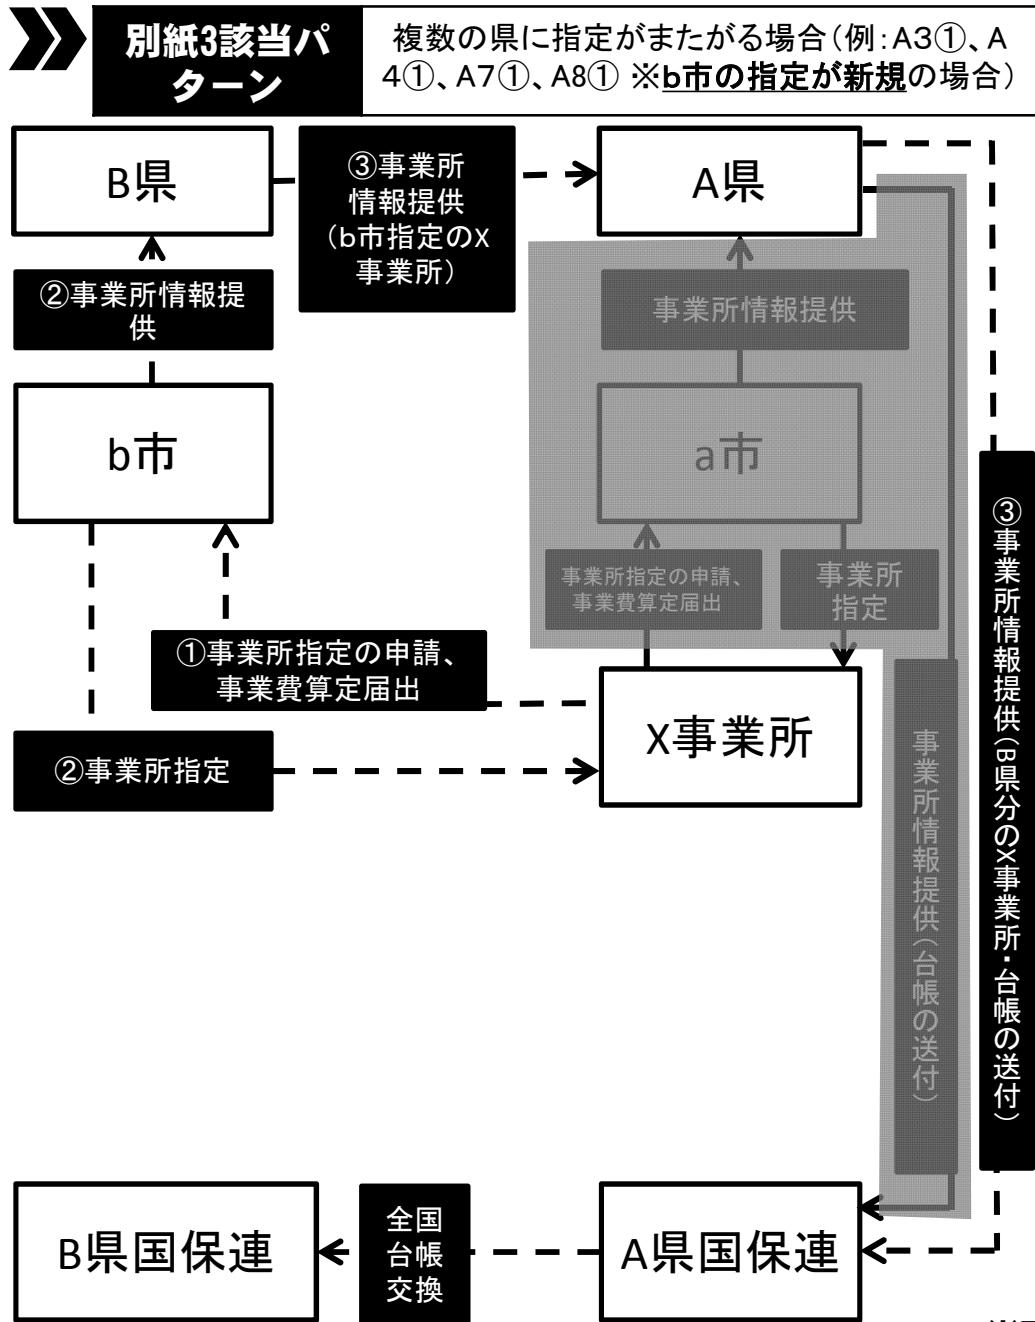 別紙3該当パ
ターン
複数の県に指定がまたがる場合(例:A3①、A
4①、A7①、A8① ※b市の指定が新規の場合)
B県
③事業所
情報提供
(b市指定のX
事業所)
A県
②事業所情報提
供
事業所情報提供
b市
a市
事業所指定の申請、
事業費算定届出
事業所
指定
①事業所指定の申請、
事業費算定届出
X事業所
②事業所指定
事業所情報提供(台帳の送付)
③事業所情報提供(B県分のX事業所・台帳の送付)
B県国保連
全国
台帳
交換
A県国保連